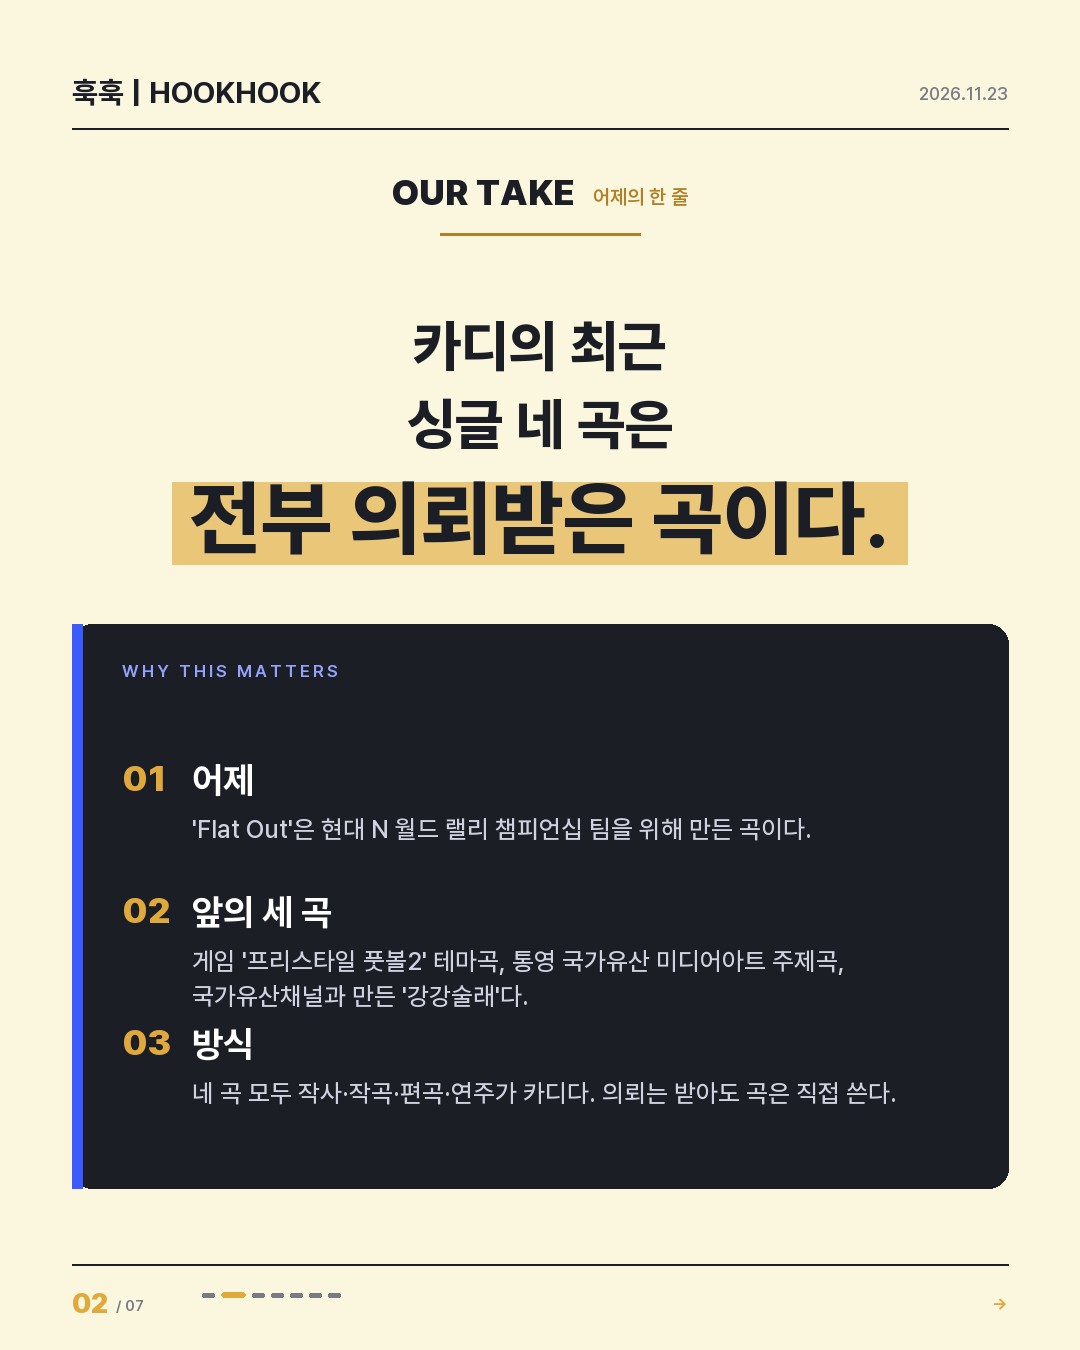 훅훅 | HOOKHOOK
2026.11.23
OUR TAKE 어제의 한 줄
카디의 최근
싱글 네 곡은
전부 의뢰받은 곡이다.
WHY THIS MATTERS
01 어제
'Flat Out'은 현대 N 월드 랠리 챔피언십 팀을 위해 만든 곡이다.
02 앞의 세 곡
게임 '프리스타일 풋볼2' 테마곡, 통영 국가유산 미디어아트 주제곡,
국가유산채널과 만든 '강강술래'다.
03 방식
네 곡 모두 작사·작곡·편곡·연주가 카디다. 의뢰는 받아도 곡은 직접 쓴다.
02 / 07
→